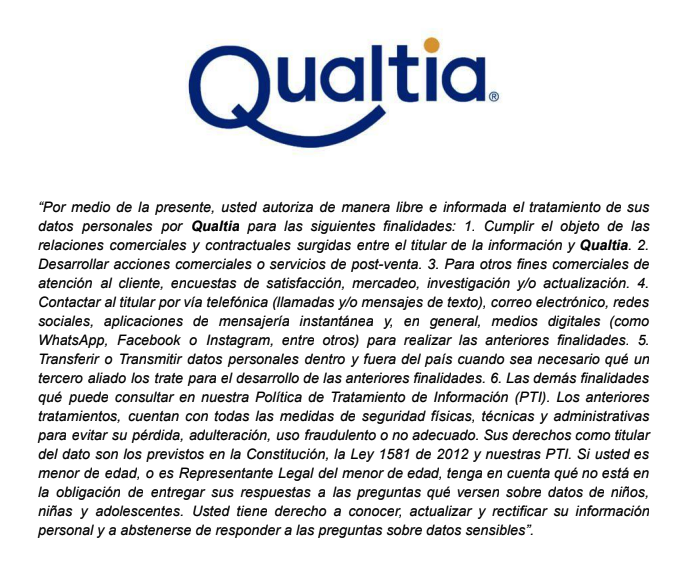 Qualtia®
“Por medio de la presente, usted autoriza de manera libre e informada el tratamiento de sus
datos personales por Qualtia para las siguientes finalidades: 1. Cumplir el objeto de las
relaciones comerciales y contractuales surgidas entre el titular de la información y Qualtia. 2.
Desarrollar acciones comerciales o servicios de post-venta. 3. Para otros fines comerciales de
atención al cliente, encuestas de satisfacción, mercadeo, investigación y/o actualización. 4.
Contactar al titular por vía telefónica (llamadas y/o mensajes de texto), correo electrónico, redes
sociales, aplicaciones de mensajería instantánea y, en general, medios digitales (como
WhatsApp, Facebook o Instagram, entre otros) para realizar las anteriores finalidades. 5.
Transferir o Transmitir datos personales dentro y fuera del país cuando sea necesario qué un
tercero aliado los trate para el desarrollo de las anteriores finalidades. 6. Las demás finalidades
qué puede consultar en nuestra Política de Tratamiento de Información (PTI). Los anteriores
tratamientos, cuentan con todas las medidas de seguridad físicas, técnicas y administrativas
para evitar su pérdida, adulteración, uso fraudulento o no adecuado. Sus derechos como titular
del dato son los previstos en la Constitución, la Ley 1581 de 2012 y nuestras PTI. Si usted es
menor de edad, o es Representante Legal del menor de edad, tenga en cuenta qué no está en
la obligación de entregar sus respuestas a las preguntas qué versen sobre datos de niños,
niñas y adolescentes. Usted tiene derecho a conocer, actualizar y rectificar su información
personal y a abstenerse de responder a las preguntas sobre datos sensibles”.